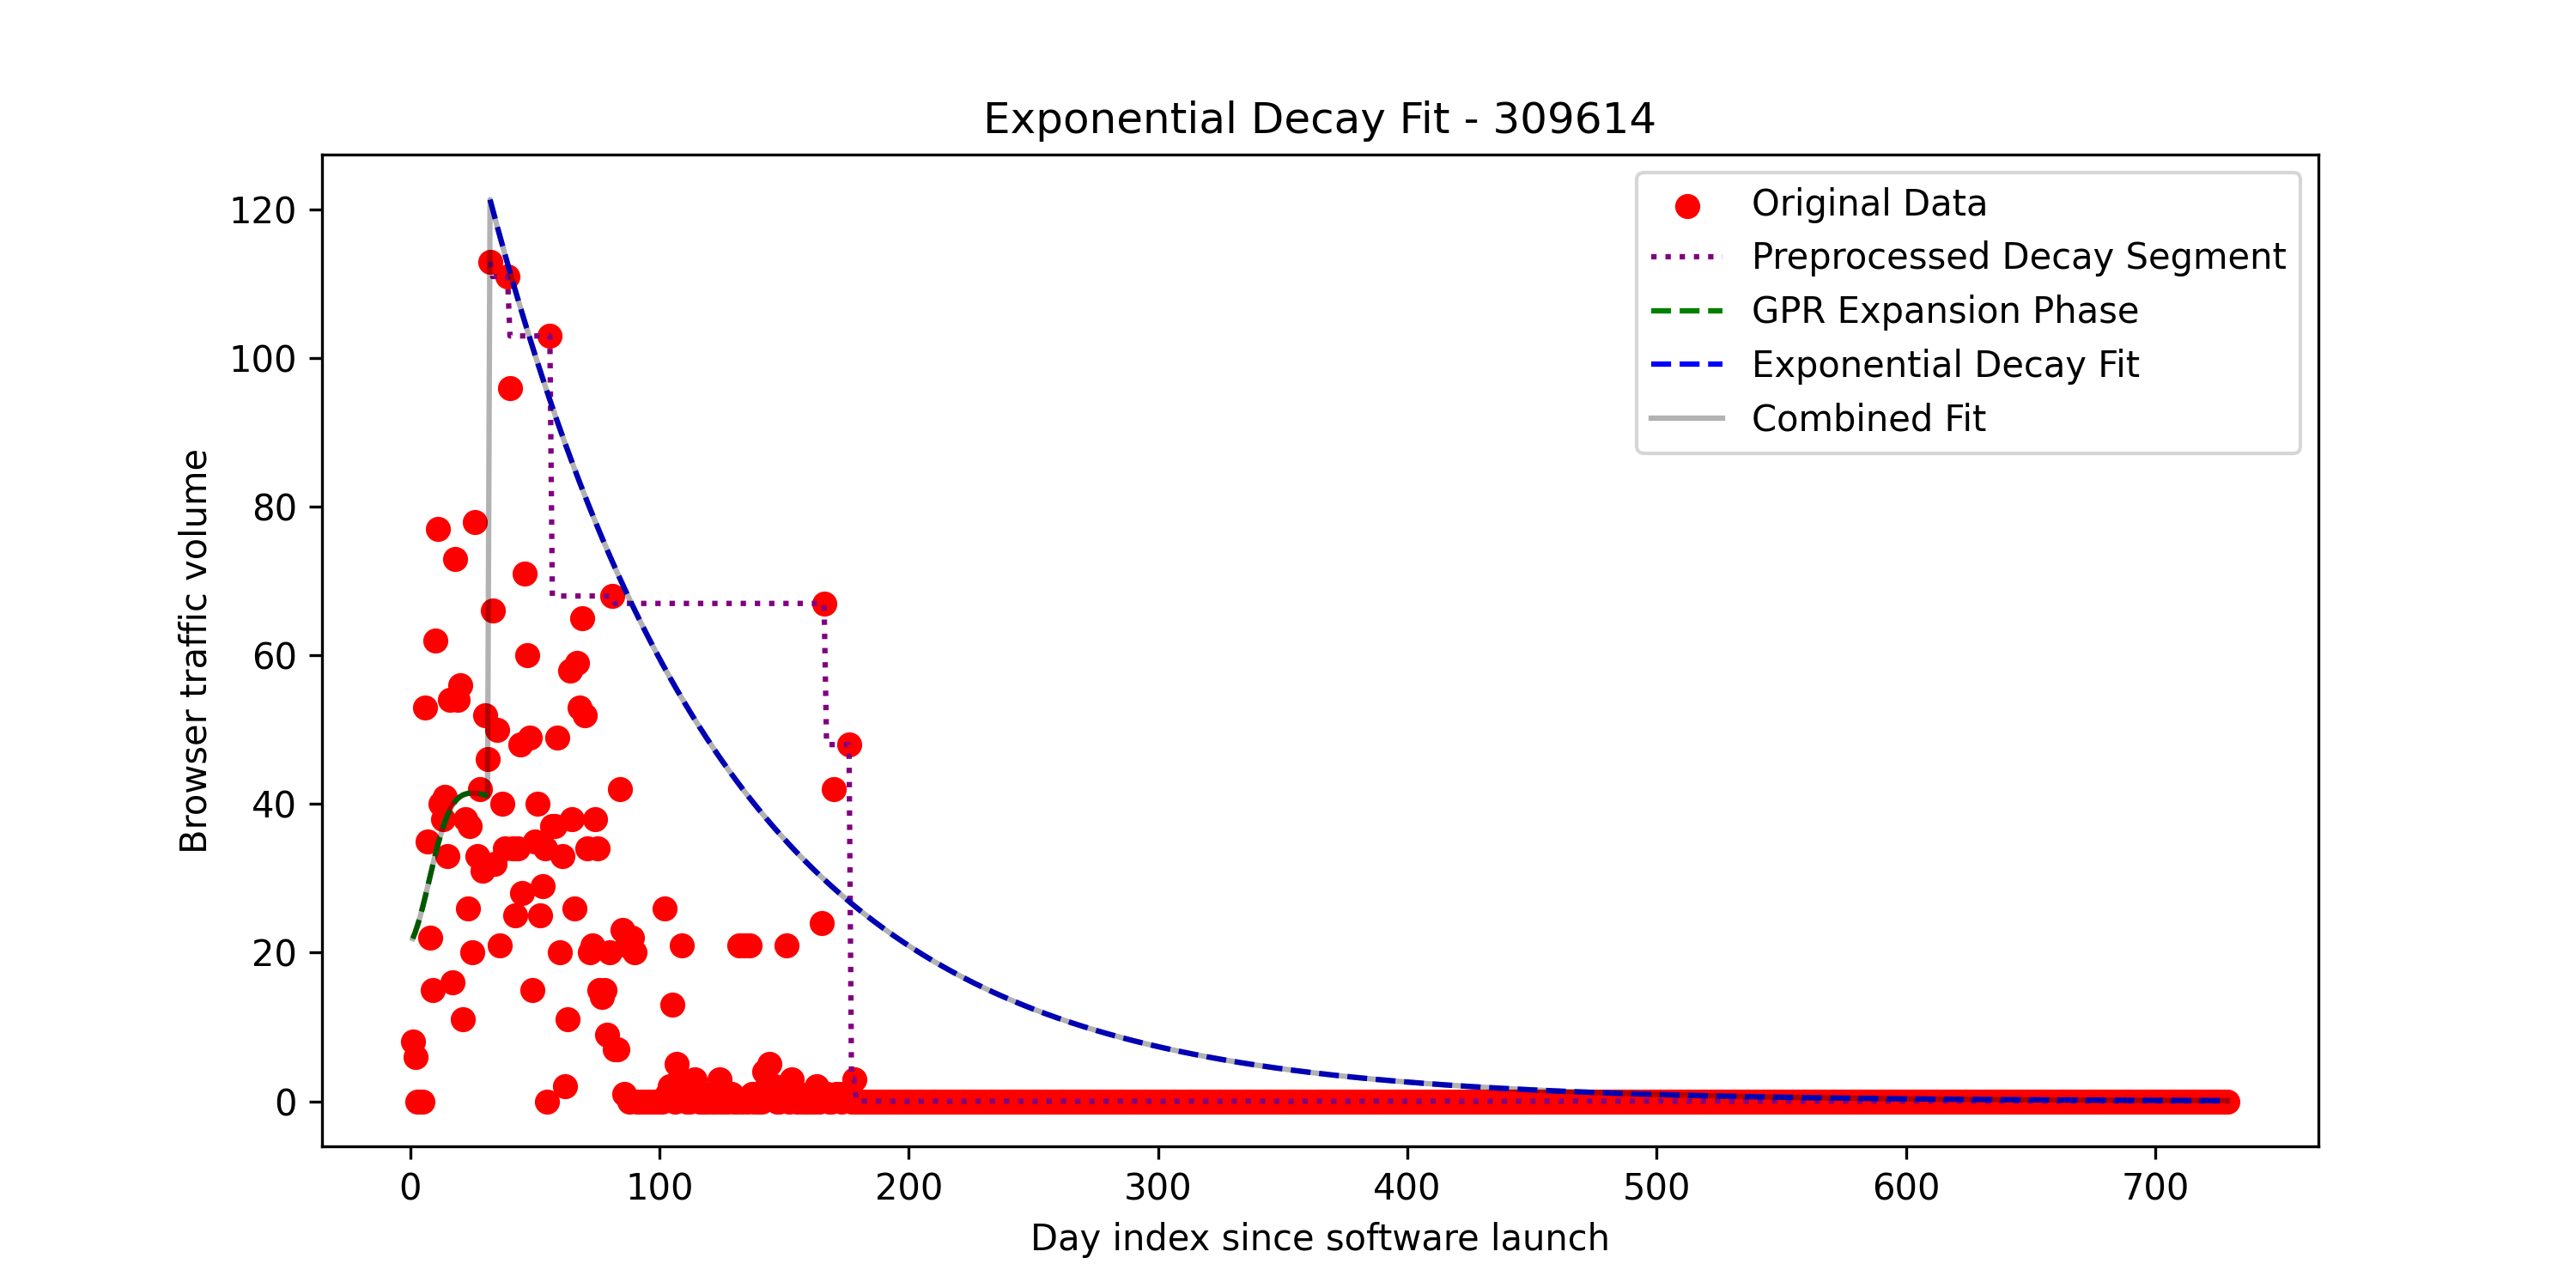 Exponential Decay Fit - 309614
Original Data
Preprocessed Decay Segment
GPR Expansion Phase
Exponential Decay Fit
Combined Fit
Browser traffic volume
120
100
80
60
40
20
0
0 100 200 300 400 500 600 700
Day index since software launch